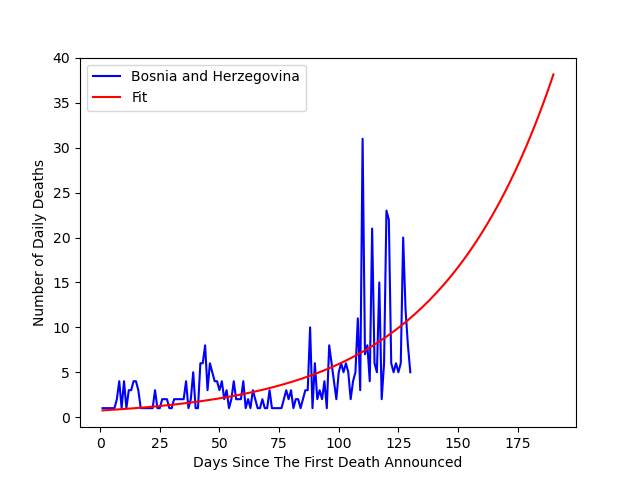 Bosnia and Herzegovina
Fit
40
35
30
25
20
15
10
5
0
Number of Daily Deaths
0 25 50 75 100 125 150 175
Days Since The First Death Announced